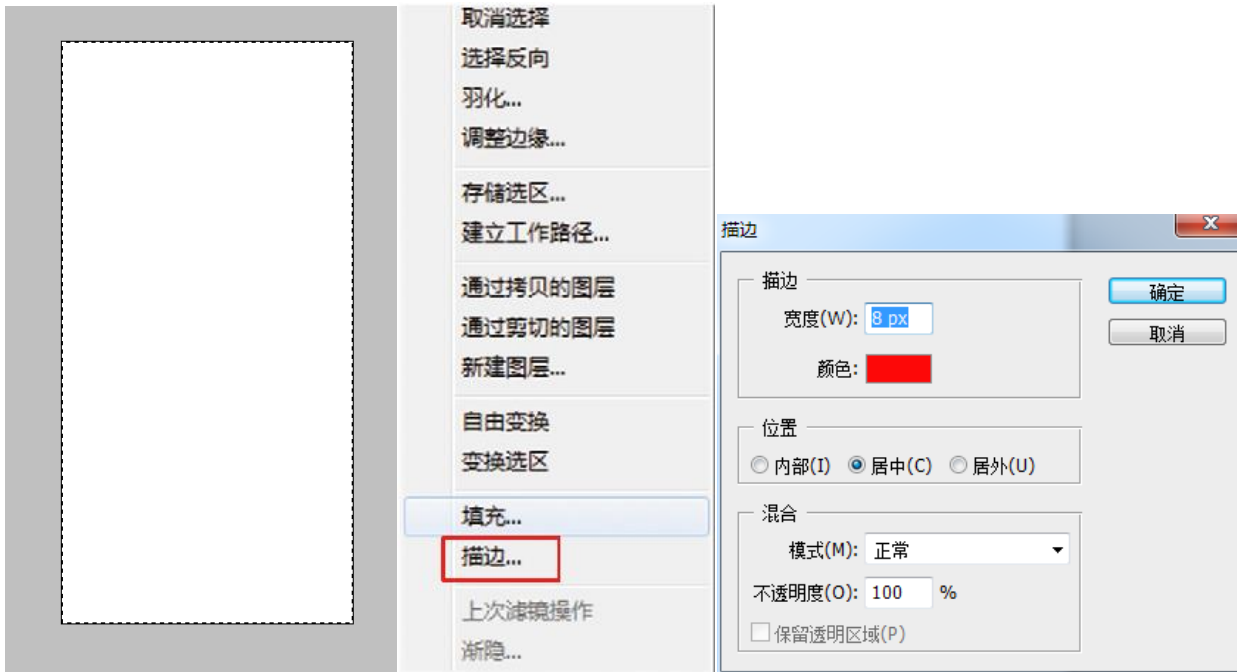 取消选择
选择反向
羽化...
调整边缘...
存储选区...
建立工作路径...
通过拷贝的图层
通过剪切的图层
新建图层...
自由变换
变换选区
填充...
描边...
上次滤镜操作
渐隐...
描边
描边
宽度(W): 8 px
颜色:
确定
取消
位置
内部(I) 居中(C) 居外(U)
混合
模式(M): 正常
不透明度(O): 100 %
保留透明区域(P)